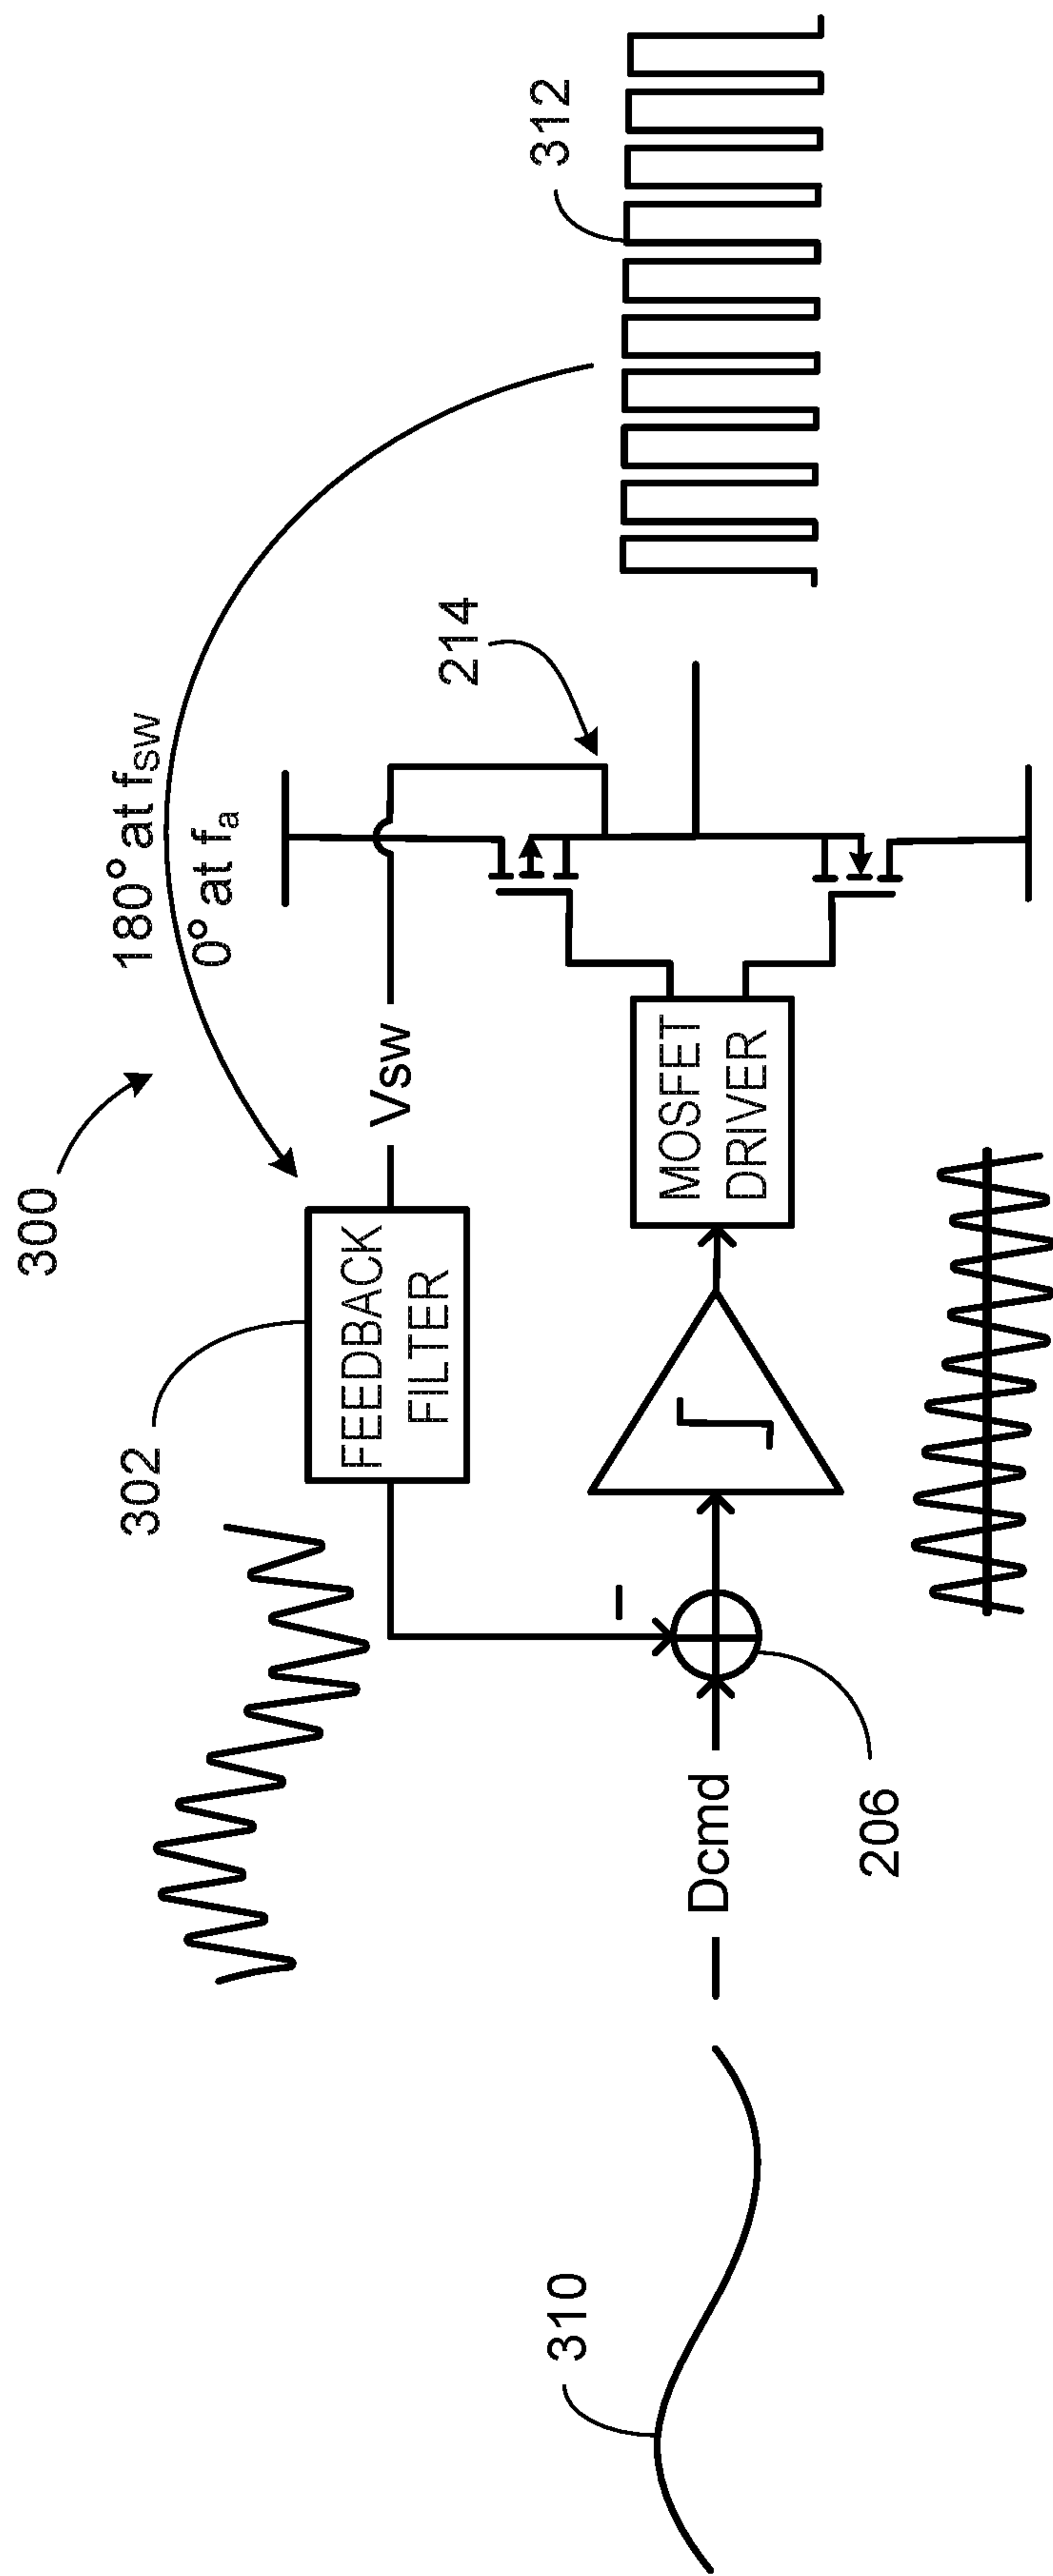 300
180° at fsw
0° at fa
302
FEEDBACK
FILTER
Vsw
214
312
310
Dcmd
206
MOSFET
DRIVER